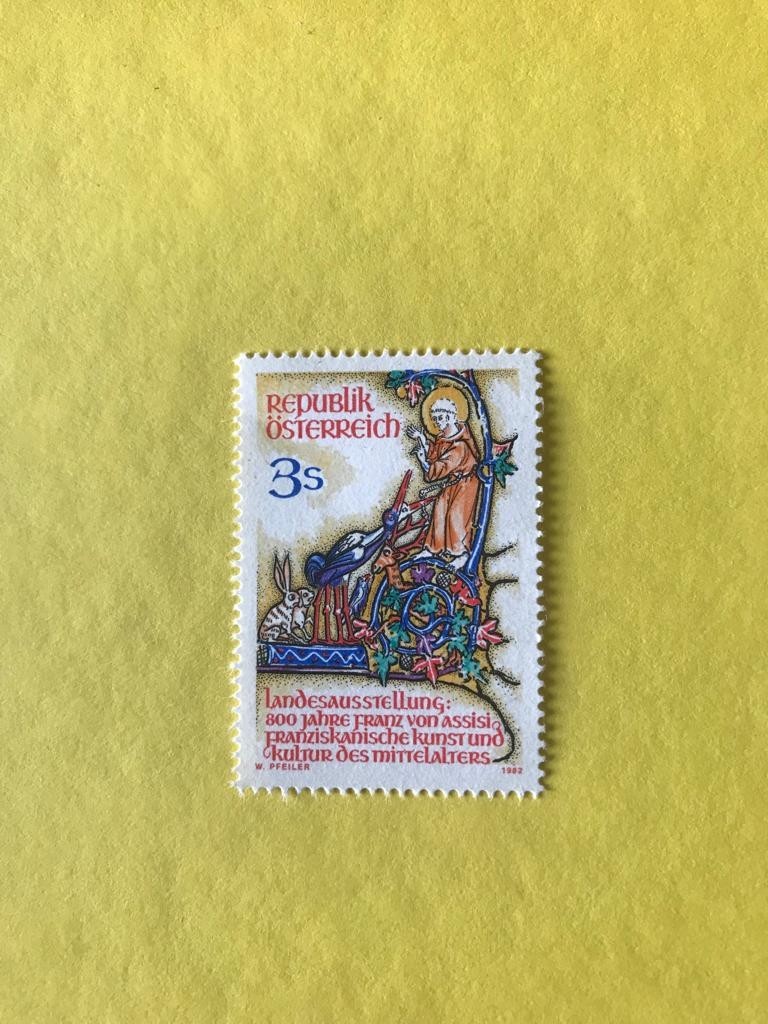 Republik
Österreich
3s
Landesausstellung:
800 Jahre Franz von Assisi
Franziskanische Kunst und
Kultur des Mittelalters
W. PFEILER
1982